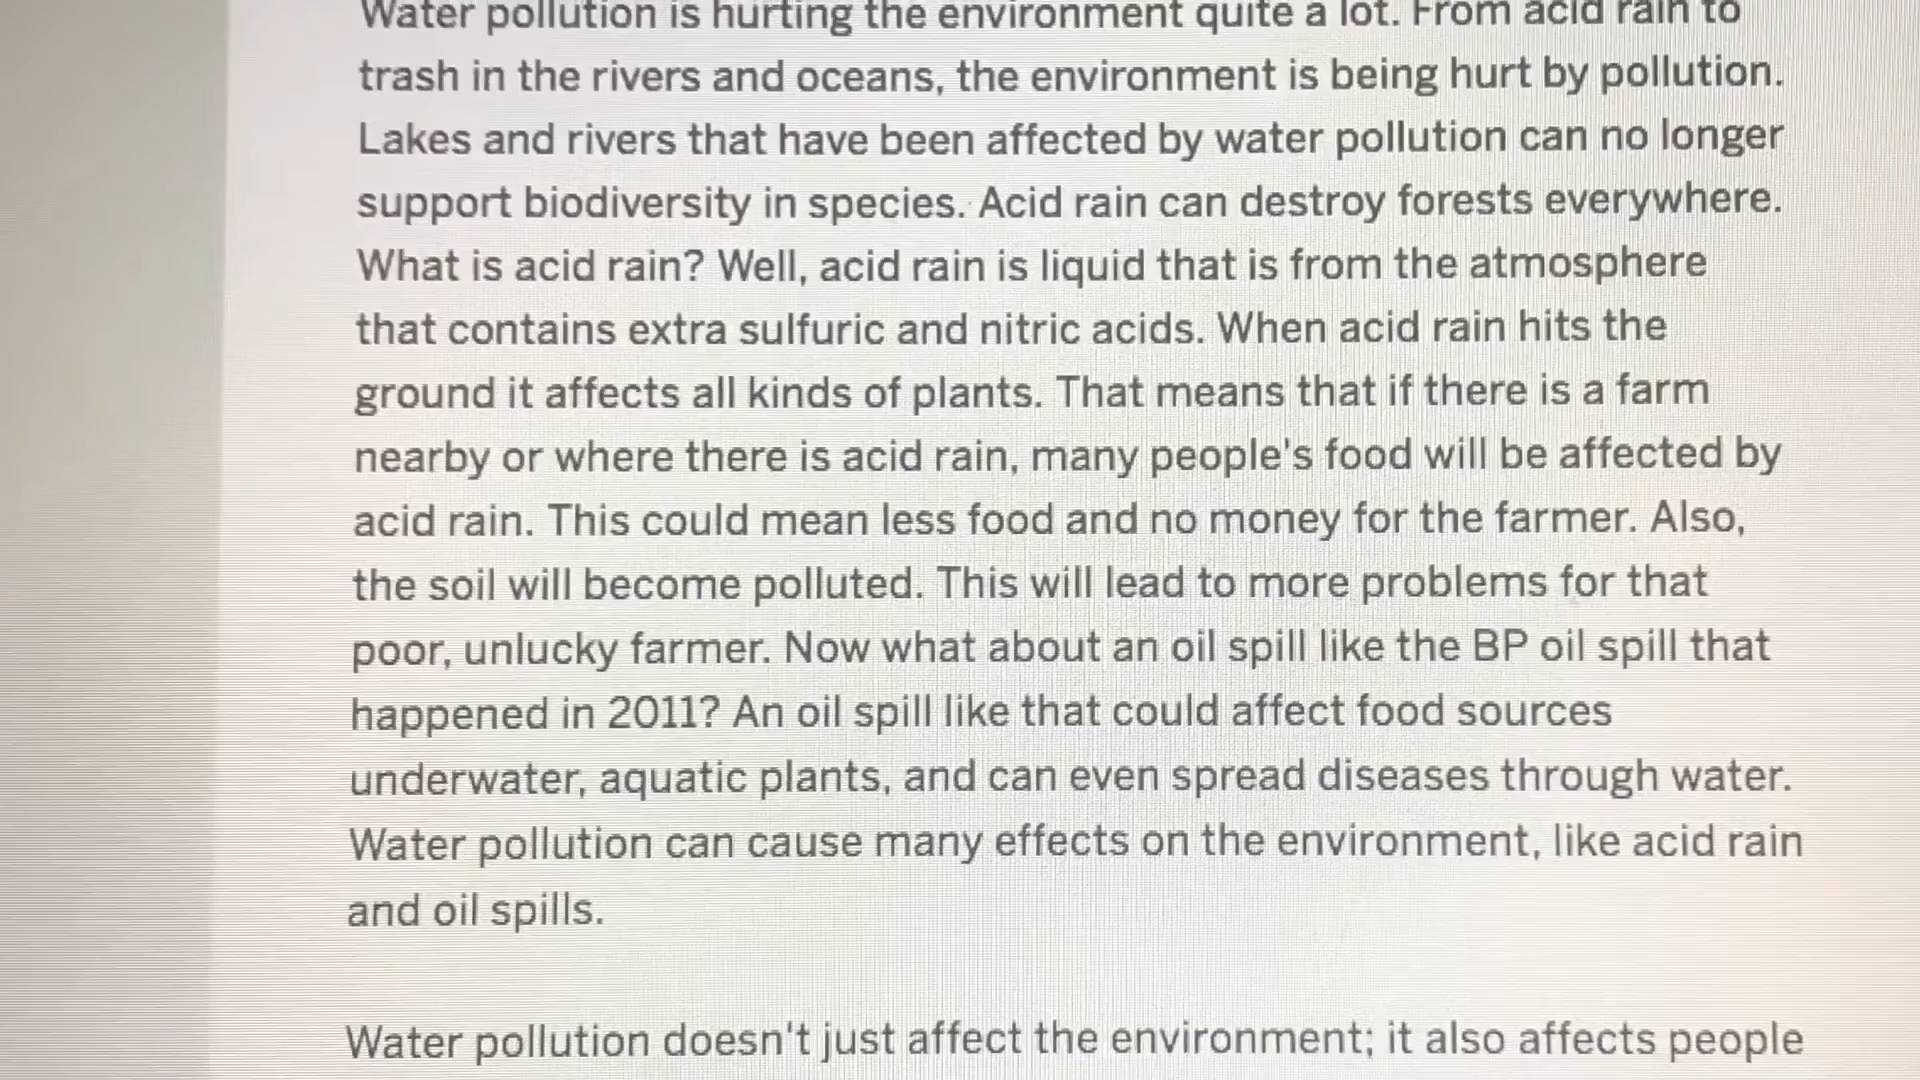 Water pollution is hurting the environment quite a lot. From acid rain to
trash in the rivers and oceans, the environment is being hurt by pollution.
Lakes and rivers that have been affected by water pollution can no longer
support biodiversity in species. Acid rain can destroy forests everywhere.
What is acid rain? Well, acid rain is liquid that is from the atmosphere
that contains extra sulfuric and nitric acids. When acid rain hits the
ground it affects all kinds of plants. That means that if there is a farm
nearby or where there is acid rain, many people's food will be affected by
acid rain. This could mean less food and no money for the farmer. Also,
the soil will become polluted. This will lead to more problems for that
poor, unlucky farmer. Now what about an oil spill like the BP oil spill that
happened in 2011? An oil spill like that could affect food sources
underwater, aquatic plants, and can even spread diseases through water.
Water pollution can cause many effects on the environment, like acid rain
and oil spills.
Water pollution doesn't just affect the environment; it also affects people